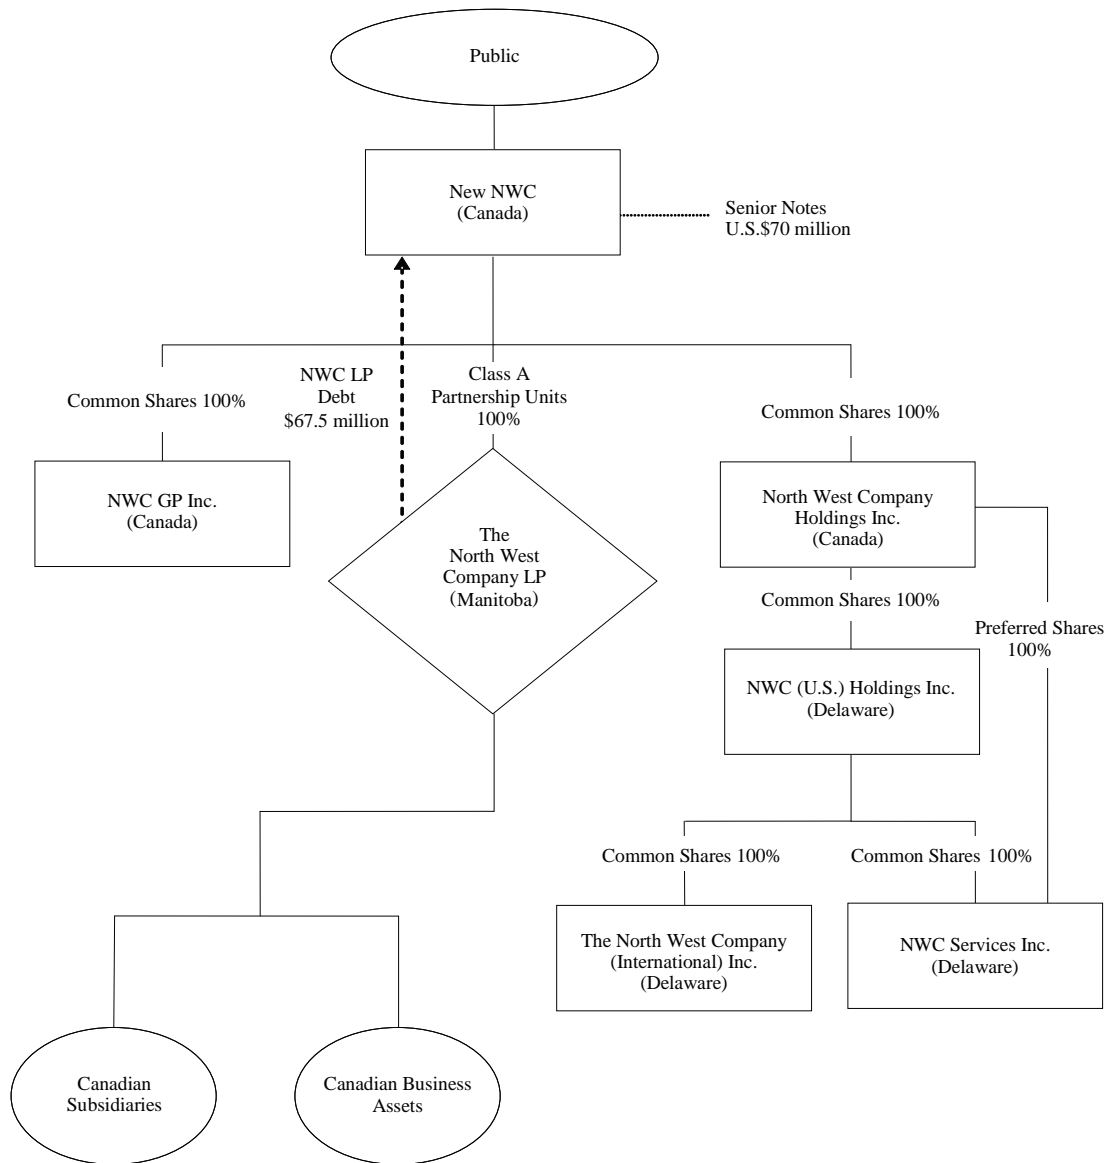 Public
New NWC
(Canada)
Senior Notes
U.S.$70 million
Common Shares 100%
NWC LP
Debt
$67.5 million
Class A
Partnership Units
100%
Common Shares 100%
NWC GP Inc.
(Canada)
The
North West
Company LP
(Manitoba)
North West Company
Holdings Inc.
(Canada)
Common Shares 100%
Preferred Shares
100%
NWC (U.S.) Holdings Inc.
(Delaware)
Common Shares 100%
Common Shares 100%
The North West Company
(International) Inc.
(Delaware)
NWC Services Inc.
(Delaware)
Canadian
Subsidiaries
Canadian Business
Assets